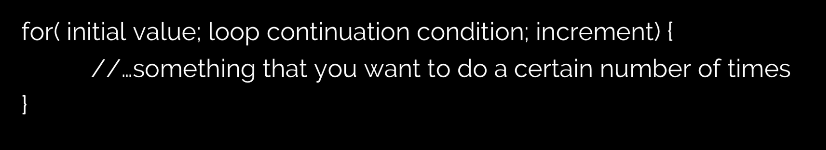 for( initial value; loop continuation condition; increment) {
//...something that you want to do a certain number of times
}